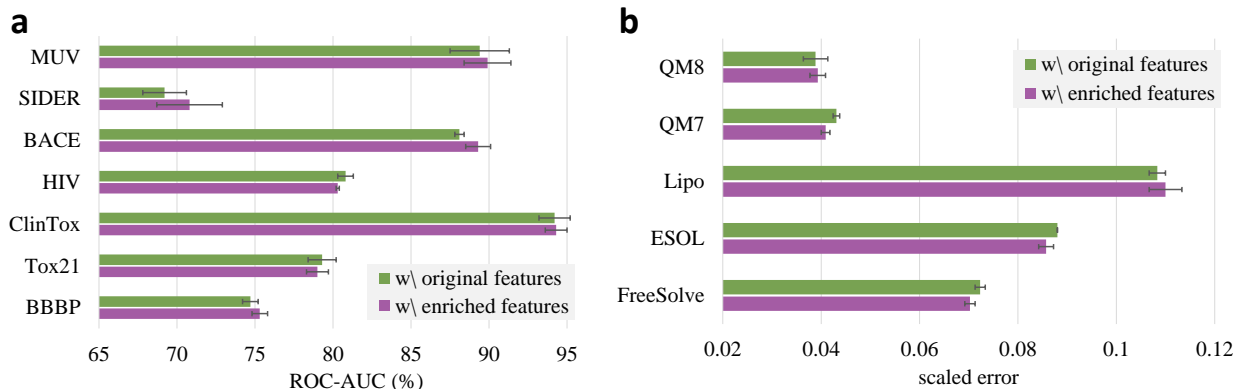 a
MUV
SIDER
BACE
HIV
ClinTox
Tox21
BBBP
w\ original features
w\ enriched features
65 70 75 80 85 90 95
ROC-AUC (%)
b
QM8
QM7
Lipo
ESOL
FreeSolve
w\ original features
w\ enriched features
0.02 0.04 0.06 0.08 0.1 0.12
scaled error